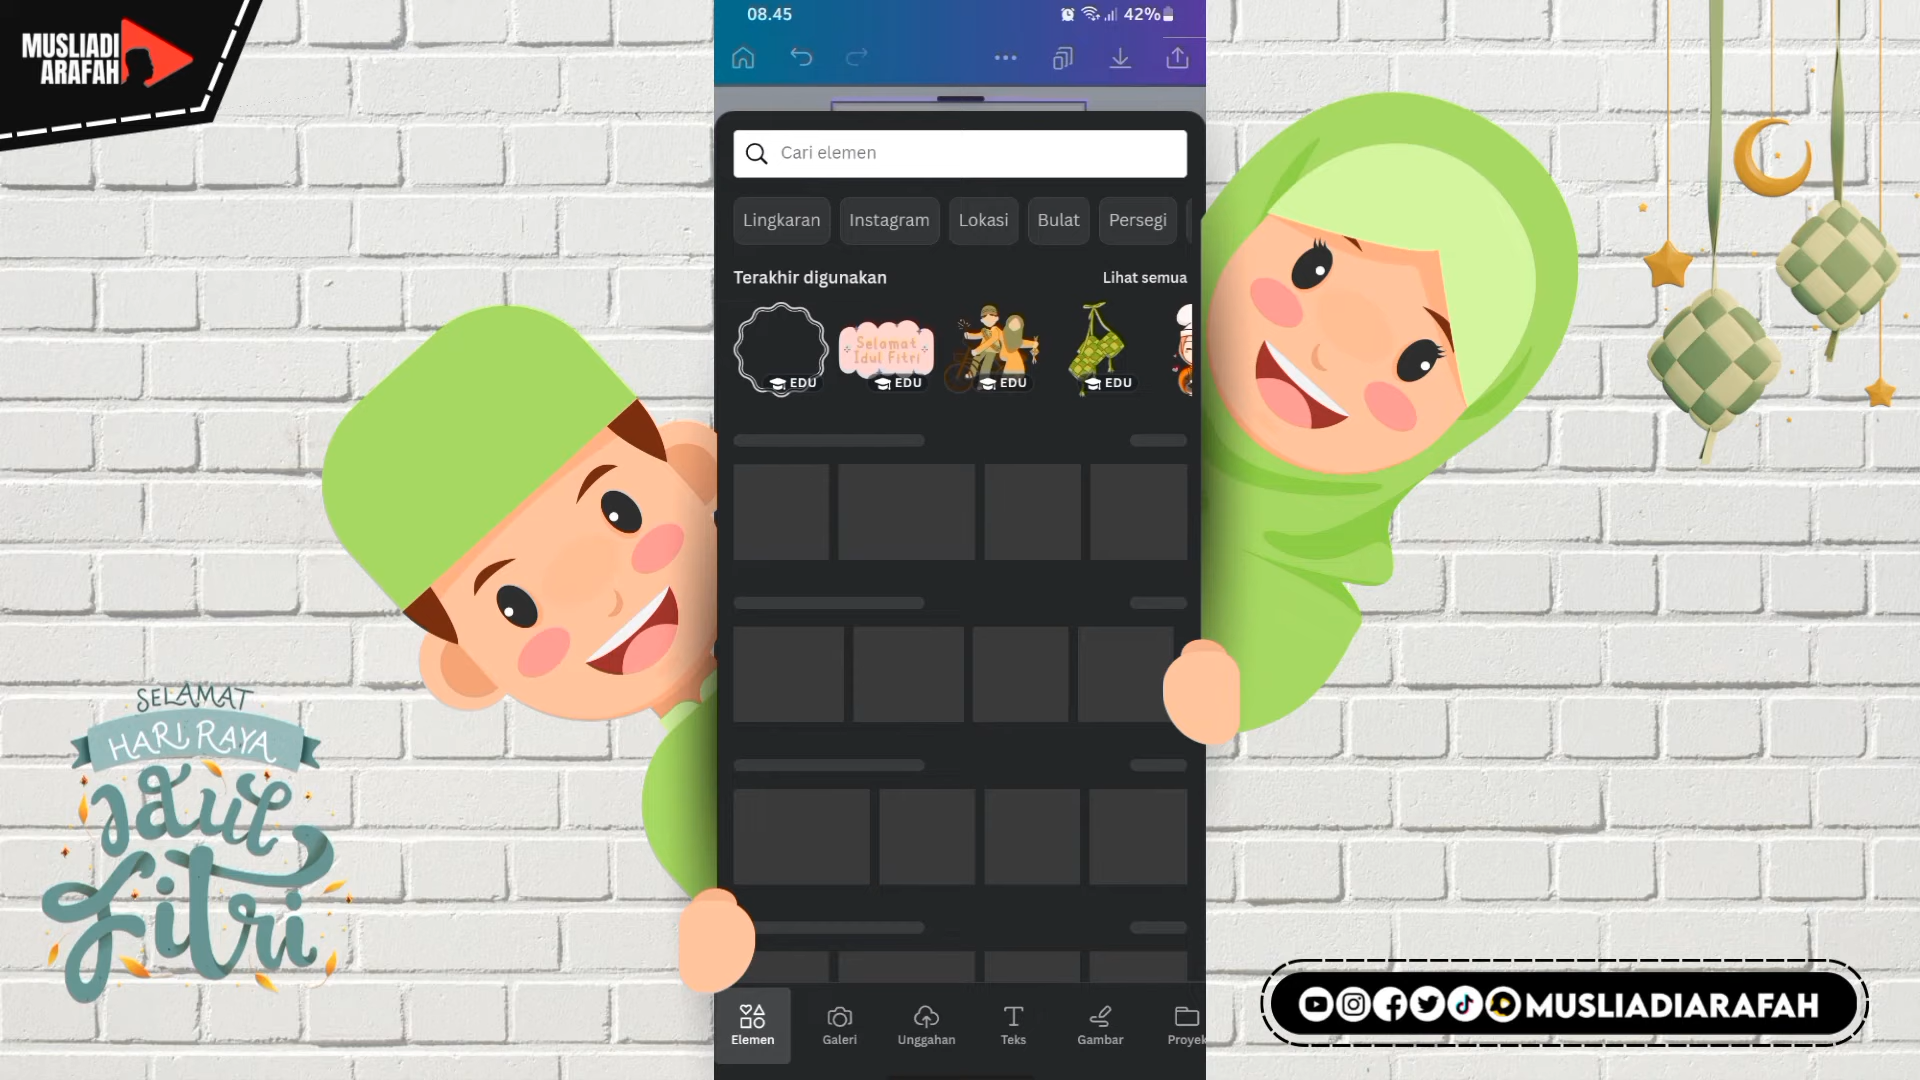 MUSLIADI
ARAFAH
08.45
42%
Cari elemen
Lingkaran
Instagram
Lokasi
Bulat
Persegi
Terakhir digunakan
Lihat semua
Selamat
Idul Fitri
EDU
EDU
EDU
EDU
SELAMAT
HARI RAYA
Idul
Fitri
Elemen
Galeri
Unggahan
Teks
Gambar
Proyek
MUSLIADIARAFAH